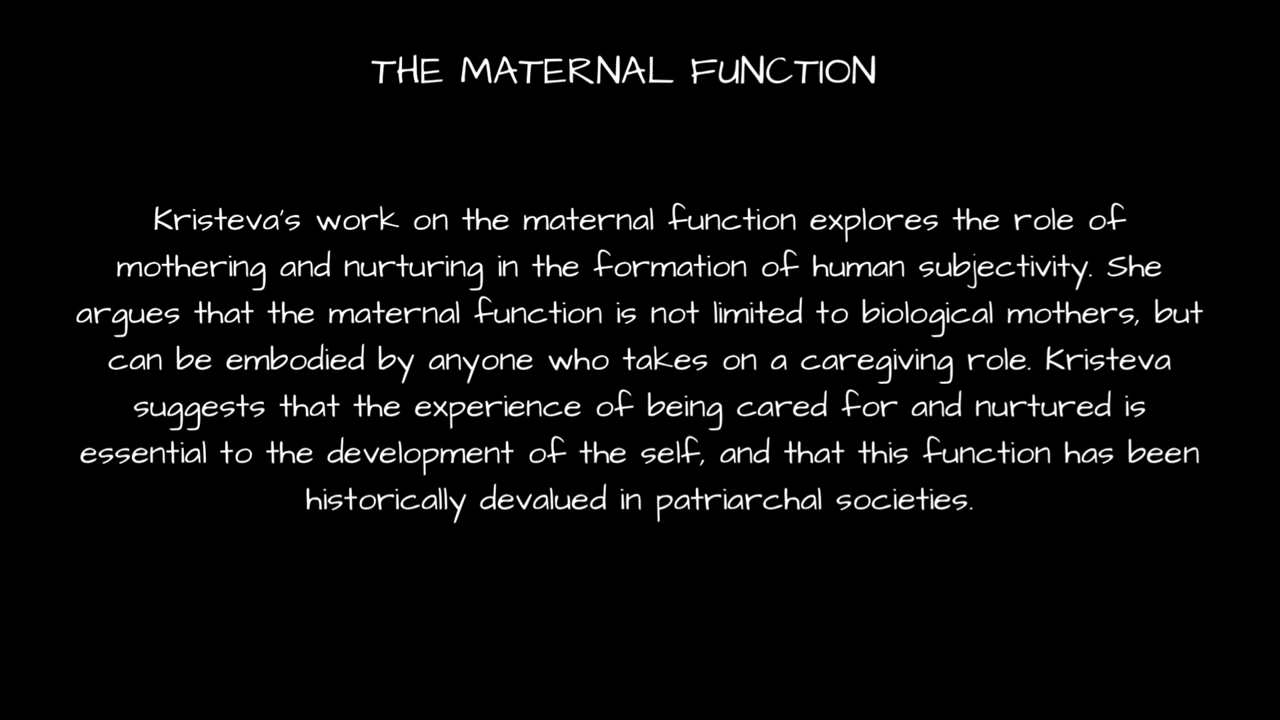 THE MATERNAL FUNCTION
Kristeva's work on the maternal function explores the role of
mothering and nurturing in the formation of human subjectivity. She
argues that the maternal function is not limited to biological mothers, but
can be embodied by anyone who takes on a caregiving role. Kristeva
suggests that the experience of being cared for and nurtured is
essential to the development of the self, and that this function has been
historically devalued in patriarchal societies.